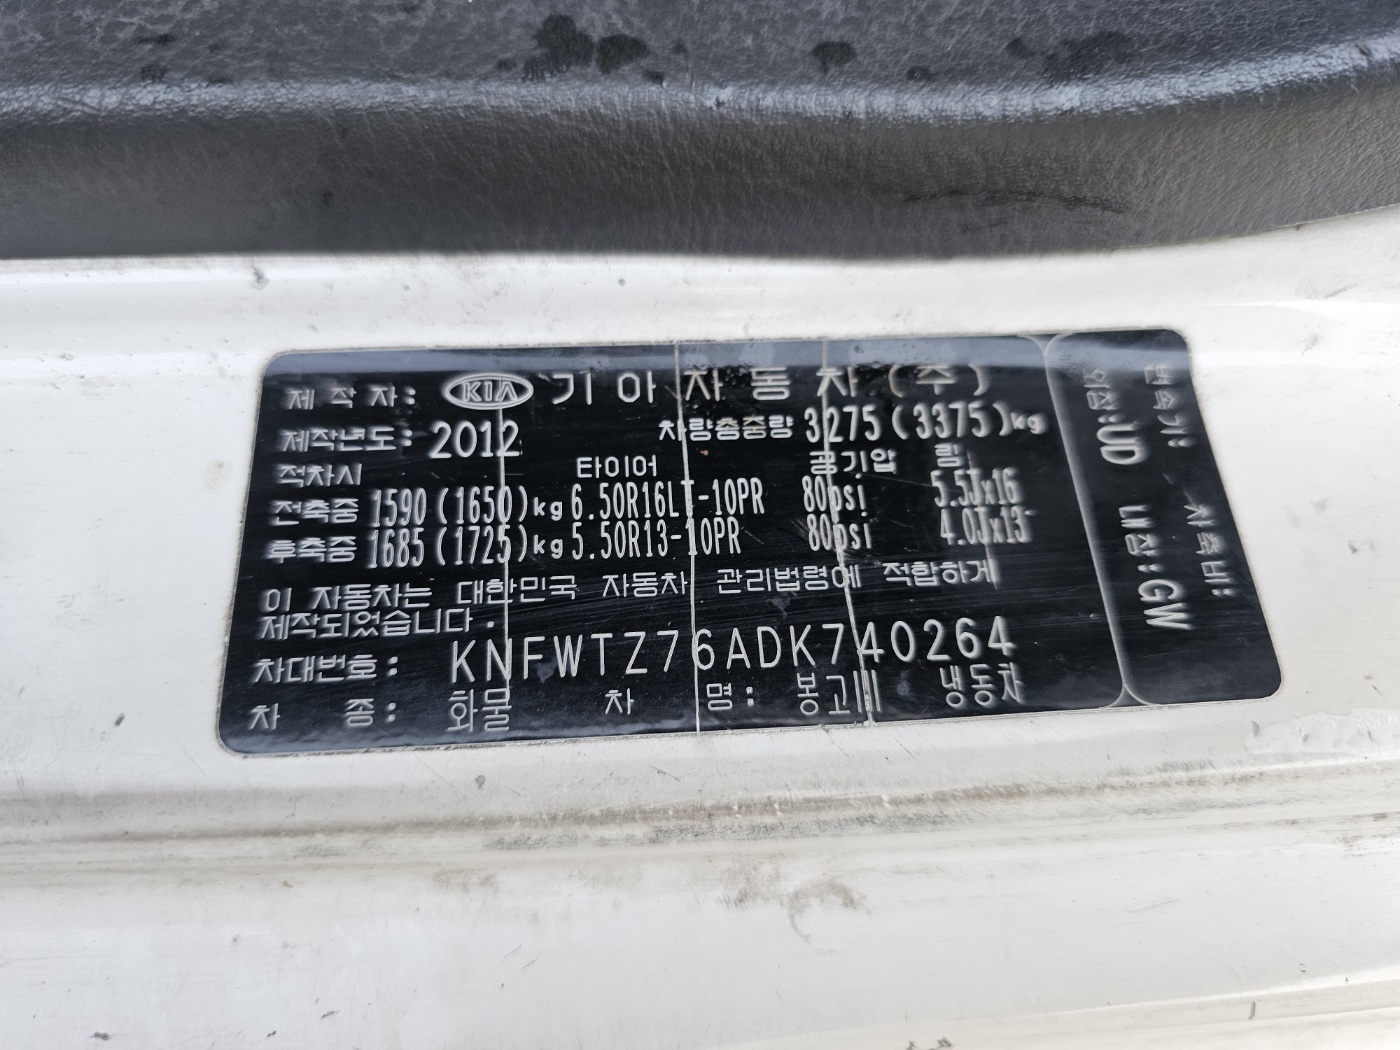 제 작 자: KIA 기 아 자 동 차 (주)
제작년도: 2012 차량총중량 3275(3375)kg
적차시 타이어 공기압 림
전축중 1590(1650)kg 6.50R16LT-10PR 80psi 5.5Jx16
후축중 1685(1725)kg 5.50R13-10PR 80psi 4.0Jx13
이 자동차는 대한민국 자동차 관리법령에 적합하게
제작되었습니다.
차대번호: KNFWTZ76ADK740264
차 종: 화물 차 명: 봉고III 냉동차
변속기: 차축비:
외장:UD 내장:GW